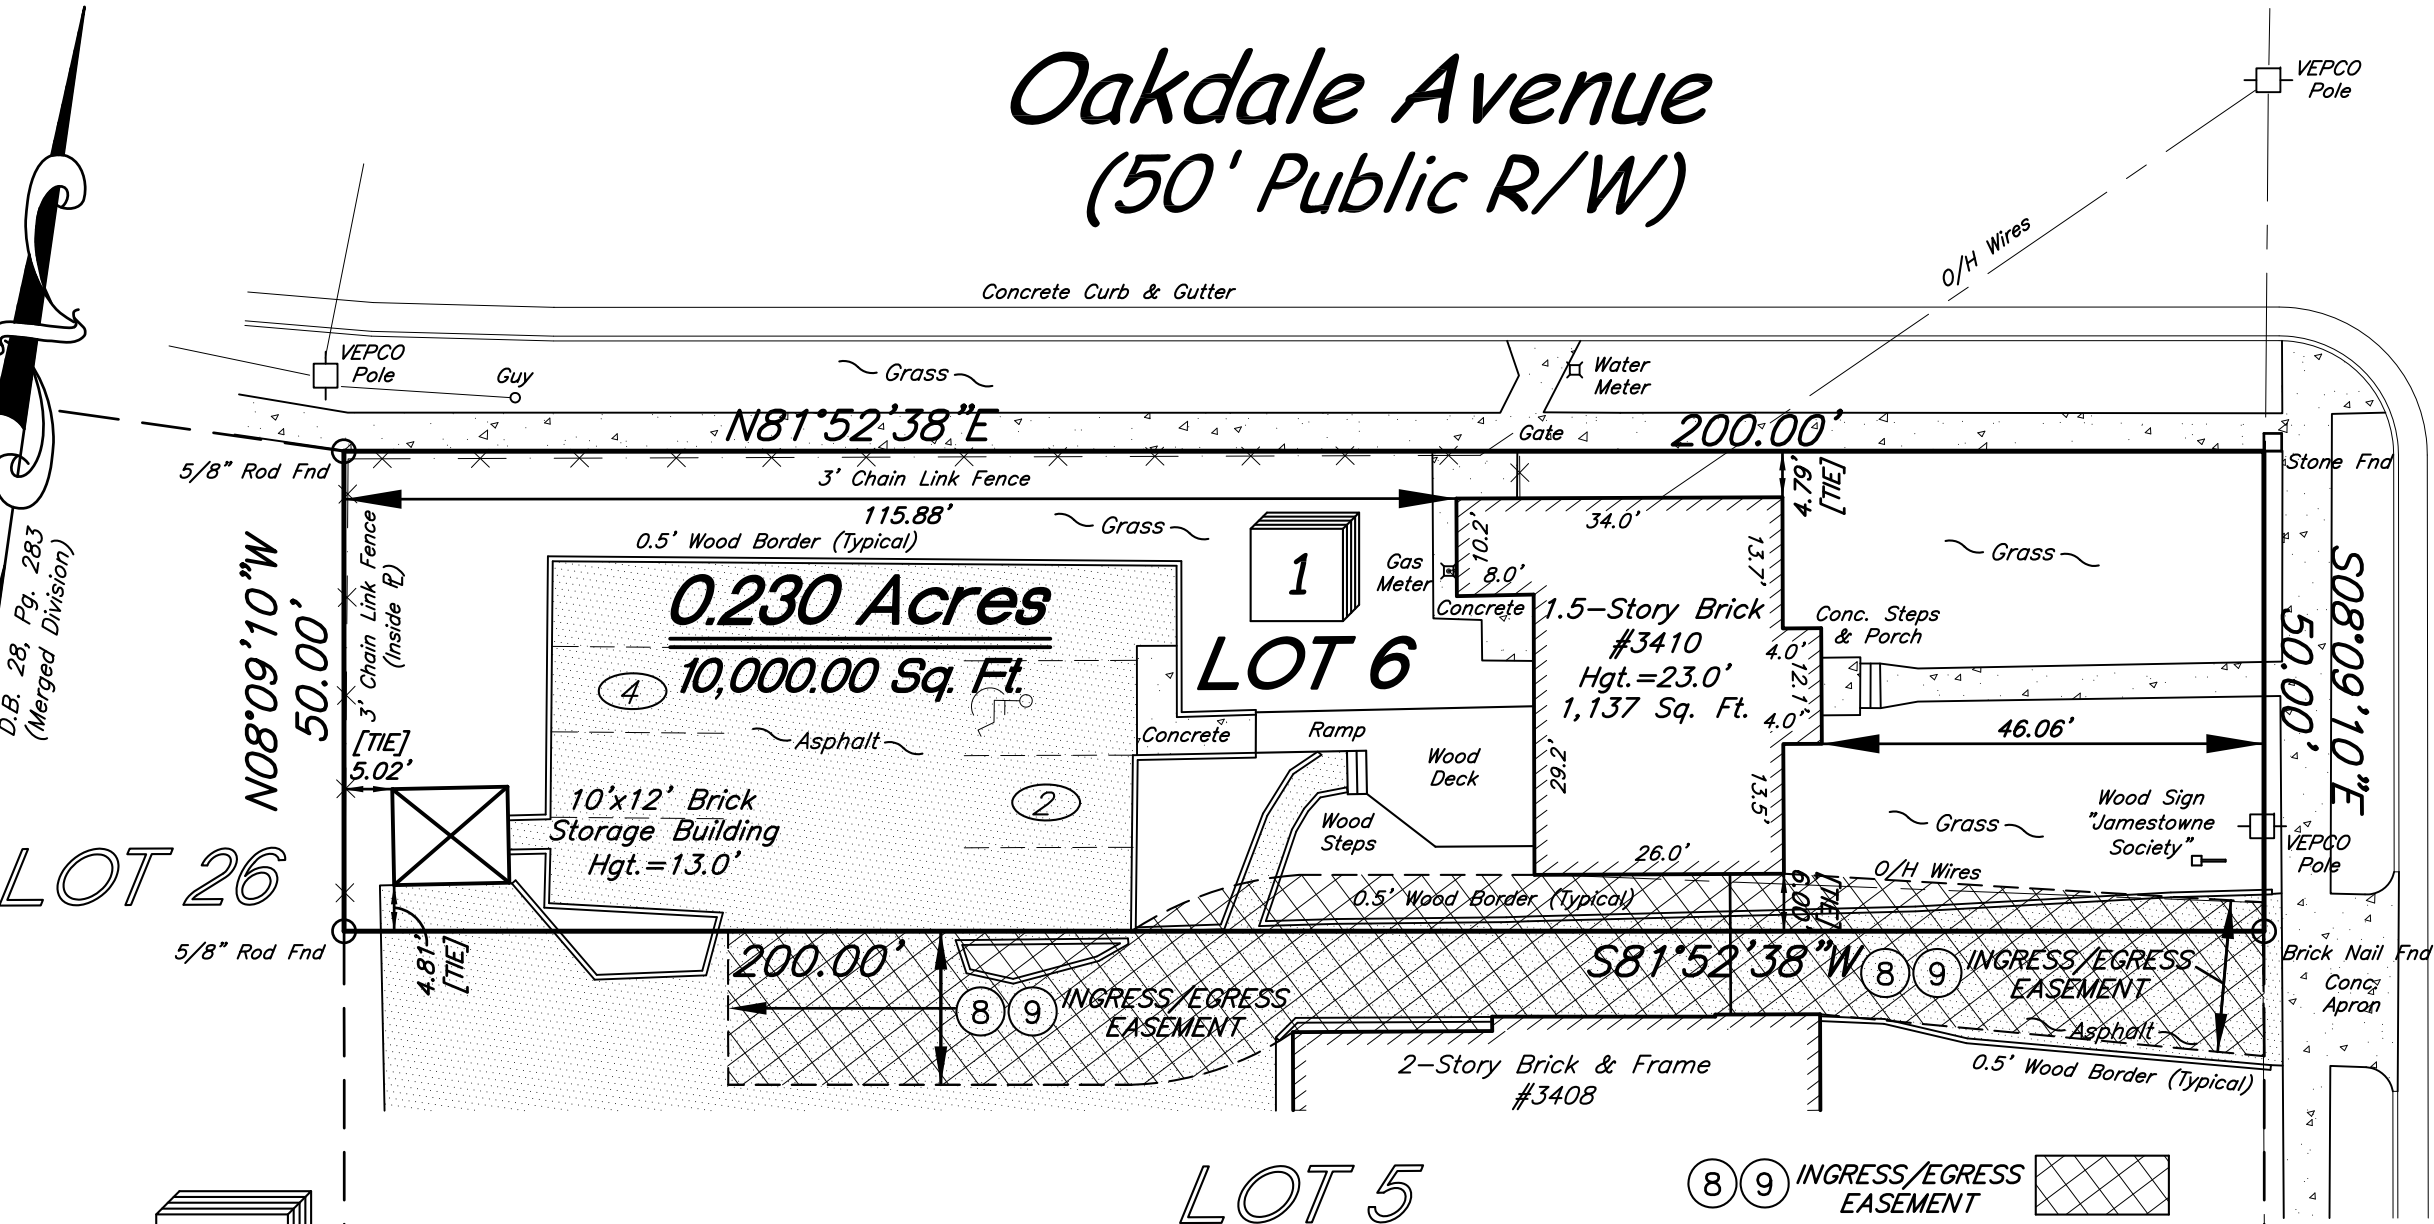 Oakdale Avenue
(50' Public R/W)
VEPCO
Pole
O/H Wires
Concrete Curb & Gutter
VEPCO
Pole
Guy
Grass
Water
Meter
N81°52'38"E
200.00'
Gate
5/8" Rod Fnd
3' Chain Link Fence
Stone Fnd
115.88'
4.79'
[TIE]
0.5' Wood Border (Typical)
Grass
34.0'
10.2'
8.0'
13.7'
Grass
D.B. 28, Pg. 283
(Merged Division)
N08°09'10"W
50.00'
3' Chain Link Fence
(Inside PL)
0.230 Acres
10,000.00 Sq. Ft.
1
LOT 6
Gas
Meter
Concrete
1.5-Story Brick
#3410
Hgt.=23.0'
1,137 Sq. Ft.
Conc. Steps
& Porch
4.0'
12.1'
4.0'
S08°09'10"E
50.00'
4
Asphalt
Concrete
Ramp
Wood
Deck
46.06'
[TIE]
5.02'
29.2'
13.5'
10'x12' Brick
Storage Building
Hgt.=13.0'
2
Wood
Steps
Grass
Wood Sign
"Jamestowne
Society"
VEPCO
Pole
LOT 26
26.0'
O/H Wires
0.5' Wood Border (Typical)
6.00'
[TIE]
5/8" Rod Fnd
4.81'
[TIE]
200.00'
S81°52'38"W
8 9 INGRESS/EGRESS
EASEMENT
Brick Nail Fnd
Conc.
Apron
8 9 INGRESS/EGRESS
EASEMENT
Asphalt
0.5' Wood Border (Typical)
2-Story Brick & Frame
#3408
LOT 5
8 9 INGRESS/EGRESS
EASEMENT